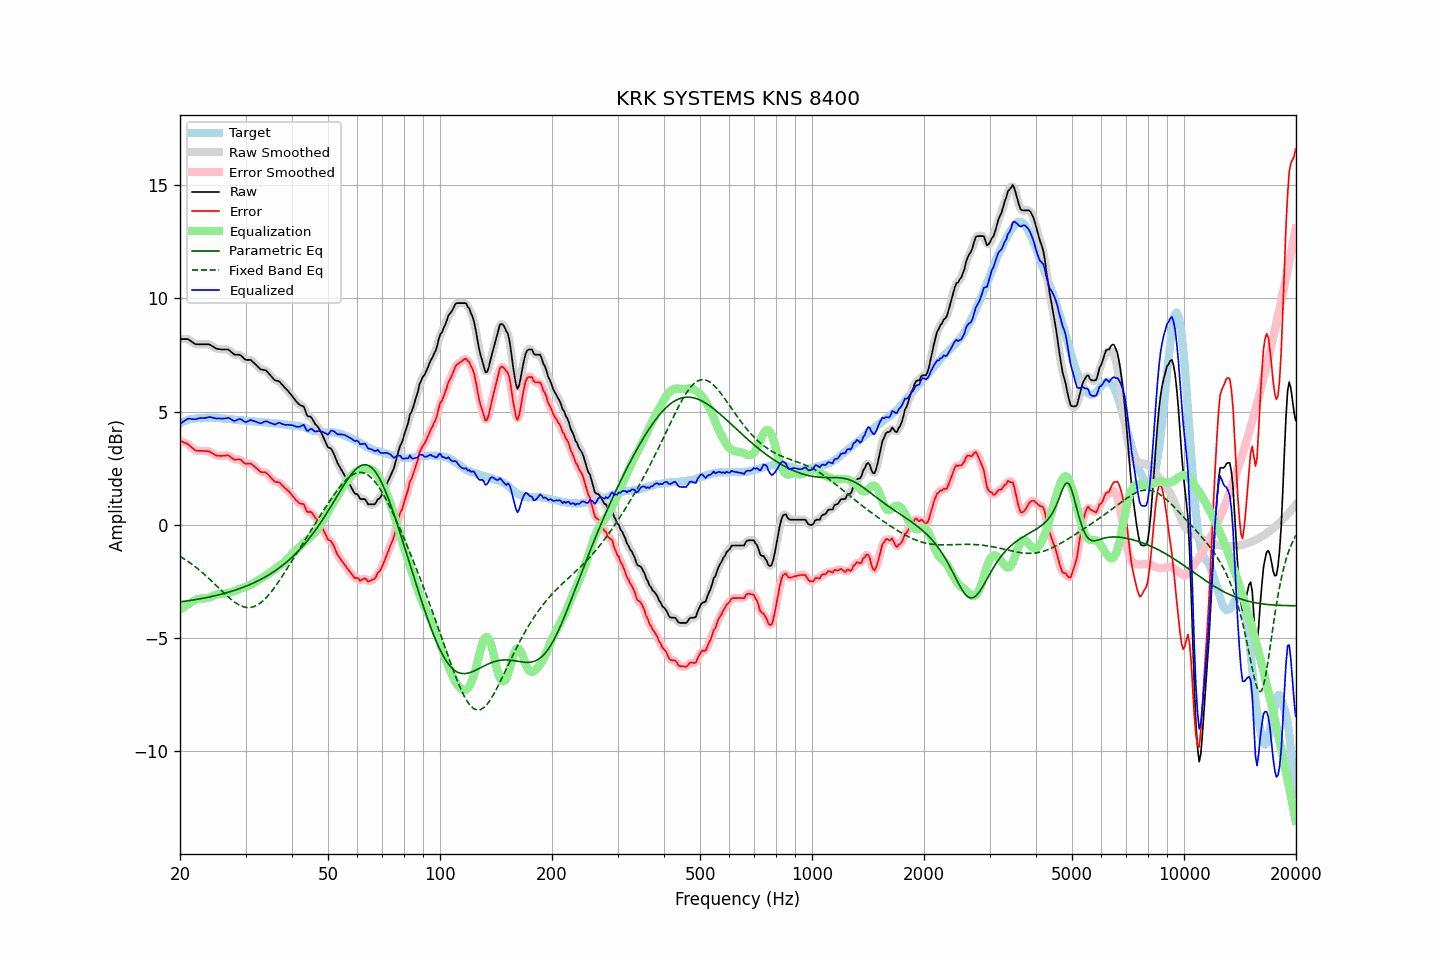 KRK SYSTEMS KNS 8400
Target
Raw Smoothed
Error Smoothed
Raw
Error
Equalization
Parametric Eq
Fixed Band Eq
Equalized
15
10
5
0
−5
−10
Amplitude (dBr)
20
50
100
200
500
1000
2000
5000
10000
20000
Frequency (Hz)